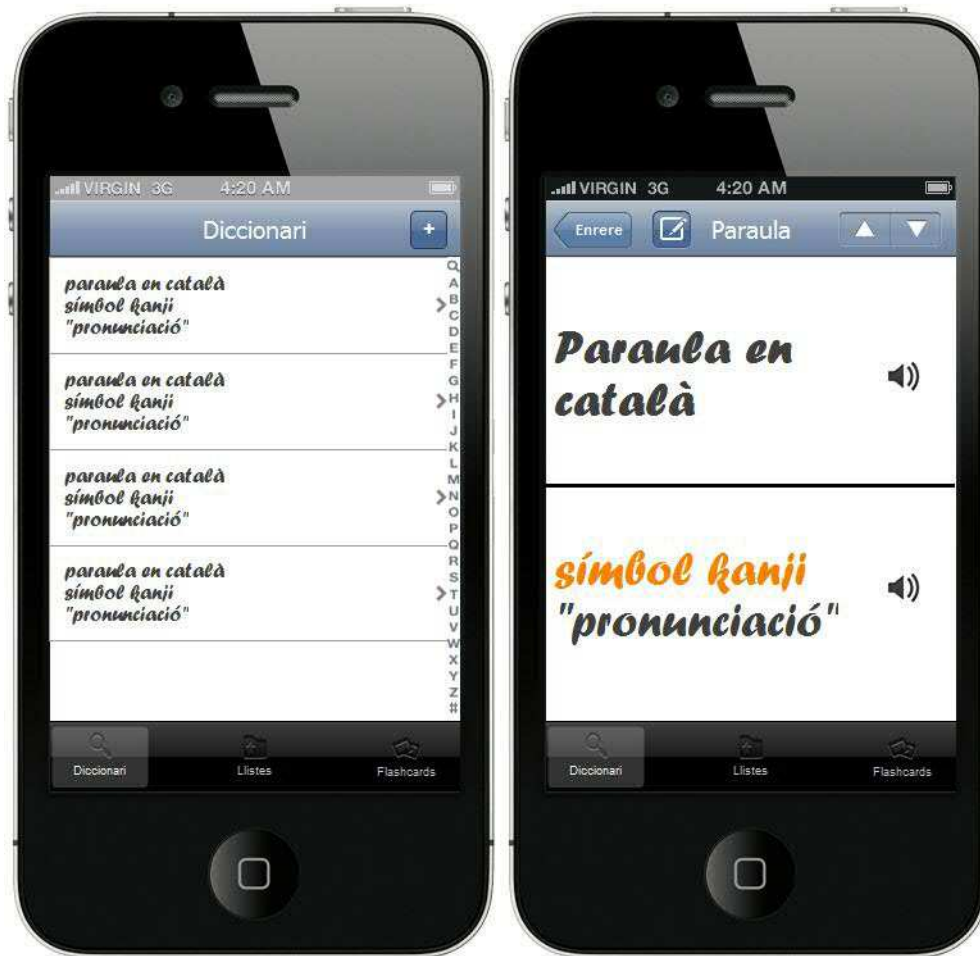 VIRGIN 3G 4:20 AM
Diccionari +
paraula en català
símbol kanji
"pronunciació"
paraula en català
símbol kanji
"pronunciació"
paraula en català
símbol kanji
"pronunciació"
paraula en català
símbol kanji
"pronunciació"
A
B
C
D
E
F
G
H
I
J
K
L
M
N
O
P
Q
R
S
T
U
V
W
X
Y
Z
#
Diccionari Llistes Flashcards
VIRGIN 3G 4:20 AM
Enrere Paraula
Paraula en
català
símbol kanji
"pronunciació"
Diccionari Llistes Flashcards